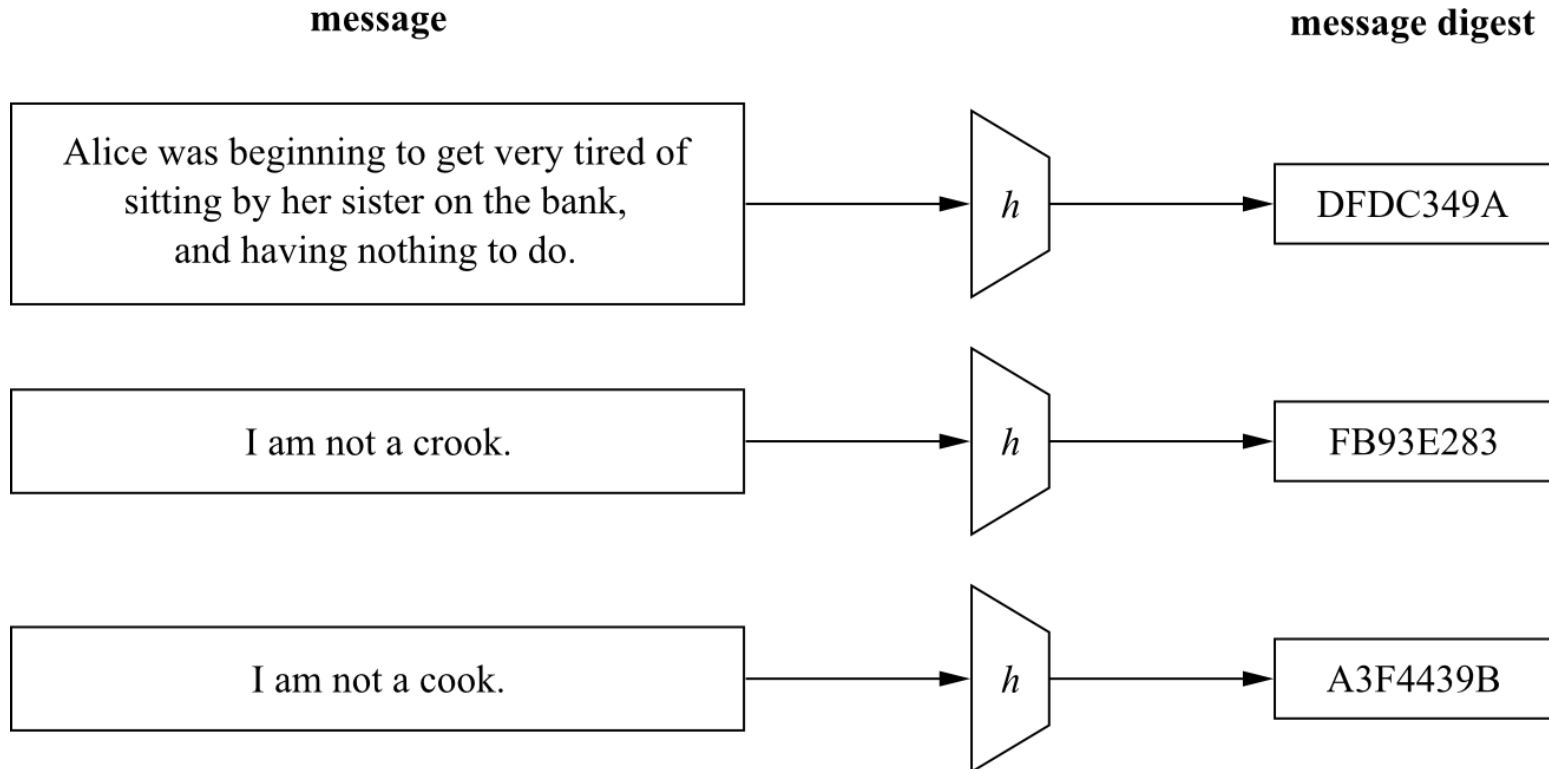 message
message digest
Alice was beginning to get very tired of
sitting by her sister on the bank,
and having nothing to do.
h
DFDC349A
I am not a crook.
h
FB93E283
I am not a cook.
h
A3F4439B